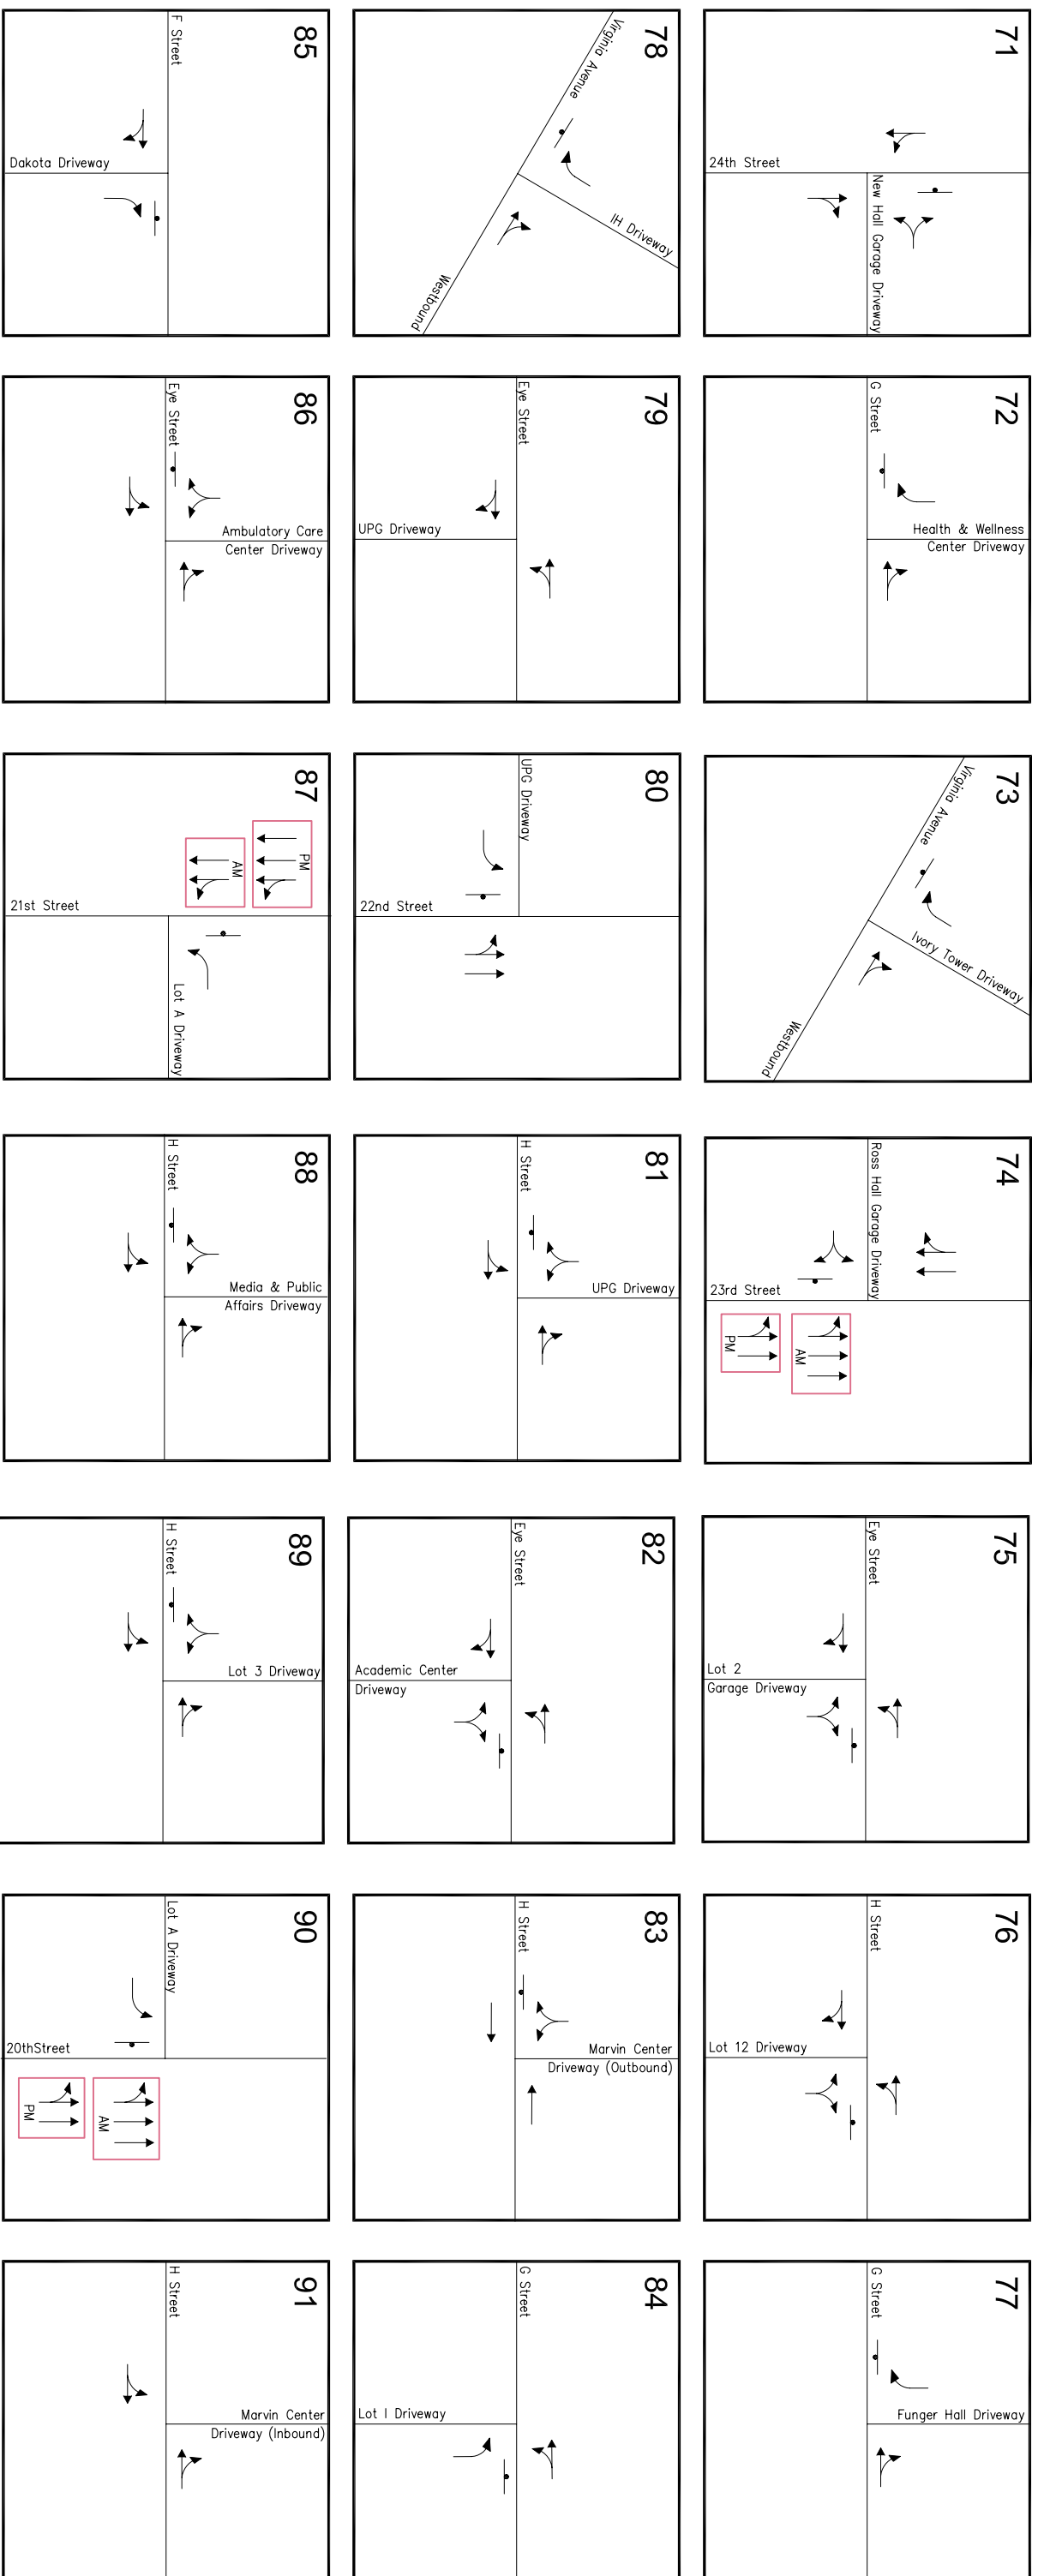 71
24th Street
New Hall Garage Driveway
72
G Street
Health & Wellness
Center Driveway
73
Virginia Avenue
Ivory Tower Driveway
Westbound
74
Ross Hall Garage Driveway
23rd Street
AM
PM
75
Eye Street
Lot 2
Garage Driveway
76
H Street
Lot 12 Driveway
77
G Street
Funger Hall Driveway
78
Virginia Avenue
IH Driveway
Westbound
79
Eye Street
UPG Driveway
80
UPG Driveway
22nd Street
81
H Street
UPG Driveway
82
Eye Street
Academic Center
Driveway
83
H Street
Marvin Center
Driveway (Outbound)
84
G Street
Lot I Driveway
85
F Street
Dakota Driveway
86
Eye Street
Ambulatory Care
Center Driveway
87
PM
AM
21st Street
Lot A Driveway
88
H Street
Media & Public
Affairs Driveway
89
H Street
Lot 3 Driveway
90
Lot A Driveway
20thStreet
AM
PM
91
H Street
Marvin Center
Driveway (Inbound)